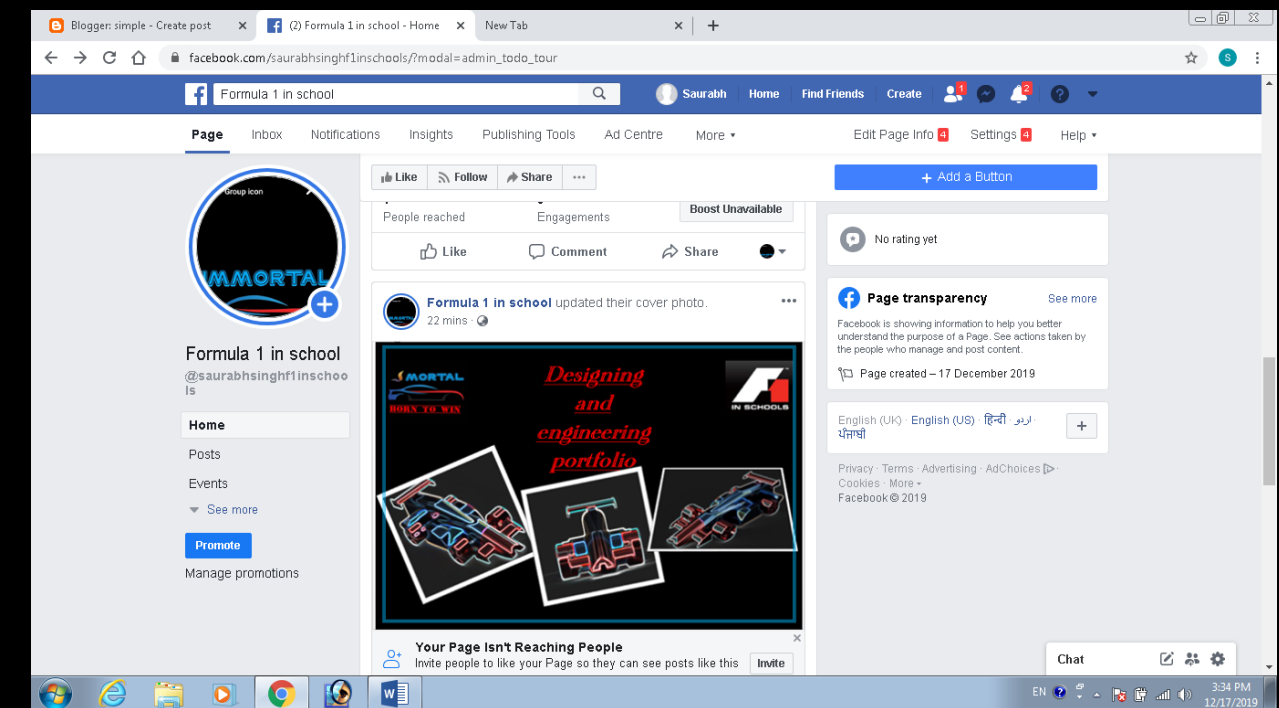 Blogger: simple - Create post
(2) Formula 1 in school - Home
New Tab
facebook.com/saurabhsinghf1inschools/?modal=admin_todo_tour
S
Formula 1 in school
Saurabh Home Find Friends Create 1 2
Page Inbox Notifications Insights Publishing Tools Ad Centre More Edit Page Info 4 Settings 4 Help
Group icon
IMMORTAL
Formula 1 in school
@saurabhsinghf1inschoo
ls
Home
Posts
Events
See more
Promote
Manage promotions
Like Follow Share
People reached
Engagements
Boost Unavailable
Like Comment Share
Formula 1 in school updated their cover photo.
22 mins ·
MORTAL
BORN TO WIN
Designing
and
engineering
portfolio
IN SCHOOLS
Your Page Isn't Reaching People
Invite people to like your Page so they can see posts like this
Invite
+ Add a Button
No rating yet
Page transparency See more
Facebook is showing information to help you better
understand the purpose of a Page. See actions taken by
the people who manage and post content.
Page created – 17 December 2019
English (UK) · English (US) · हिन्दी · اردو ·
ਪੰਜਾਬੀ
Privacy · Terms · Advertising · AdChoices ·
Cookies · More
Facebook © 2019
Chat
EN
3:34 PM
12/17/2019